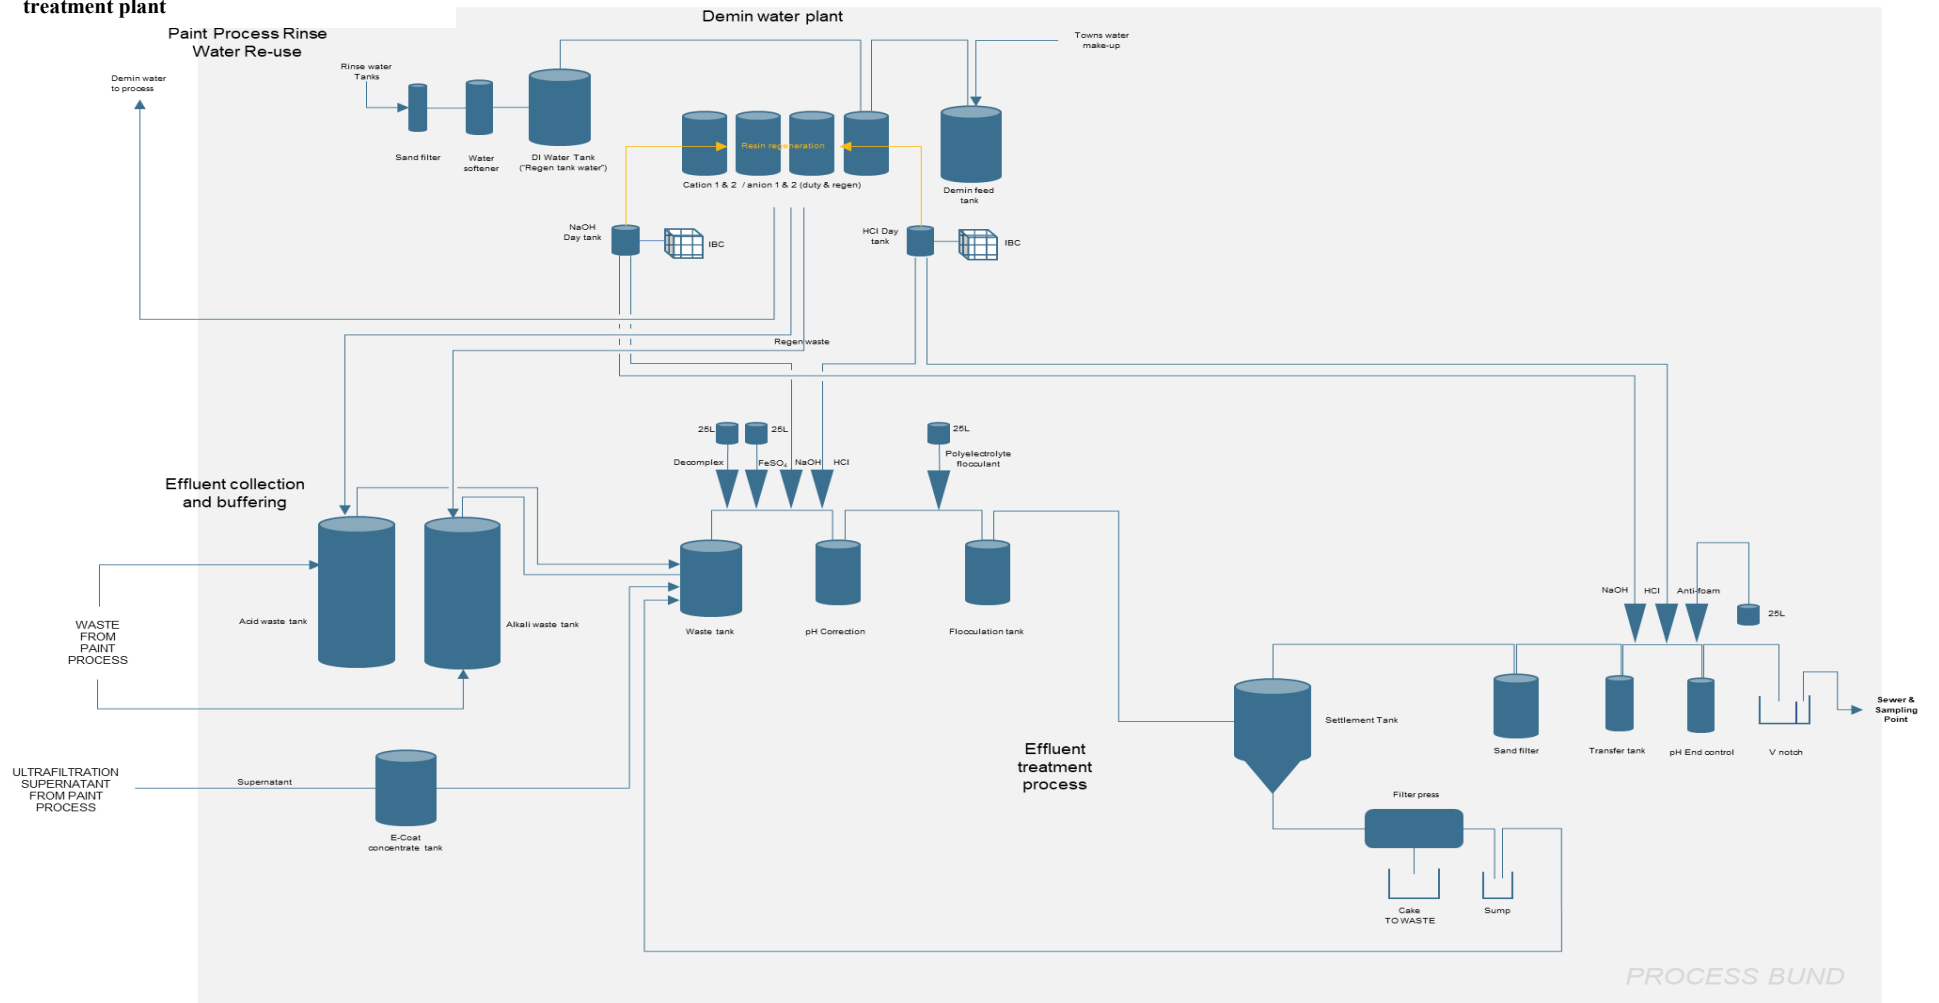 treatment plant
Demin water plant
Paint Process Rinse
Water Re-use
Towns water
make-up
Rinse water
Tanks
Demin water
to process
Sand filter
Water
softener
DI Water Tank
("Regen tank water")
Resin regeneration
Cation 1 & 2 / anion 1 & 2 (duty & regen)
Demin feed
tank
NaOH
Day tank
IBC
HCl Day
tank
IBC
Regen waste
25L
25L
25L
Decomplex
FeSO₄
NaOH
HCl
Polyelectrolyte
flocculant
Effluent collection
and buffering
Acid waste tank
Alkali waste tank
Waste tank
pH Correction
Flocculation tank
WASTE
FROM
PAINT
PROCESS
NaOH
HCl
Anti-foam
25L
Settlement Tank
Sand filter
Transfer tank
pH End control
V notch
Sewer &
Sampling
Point
Effluent
treatment
process
ULTRAFILTRATION
SUPERNATANT
FROM PAINT
PROCESS
Supernatant
E-Coat
concentrate tank
Filter press
Cake
TO WASTE
Sump
PROCESS BUND